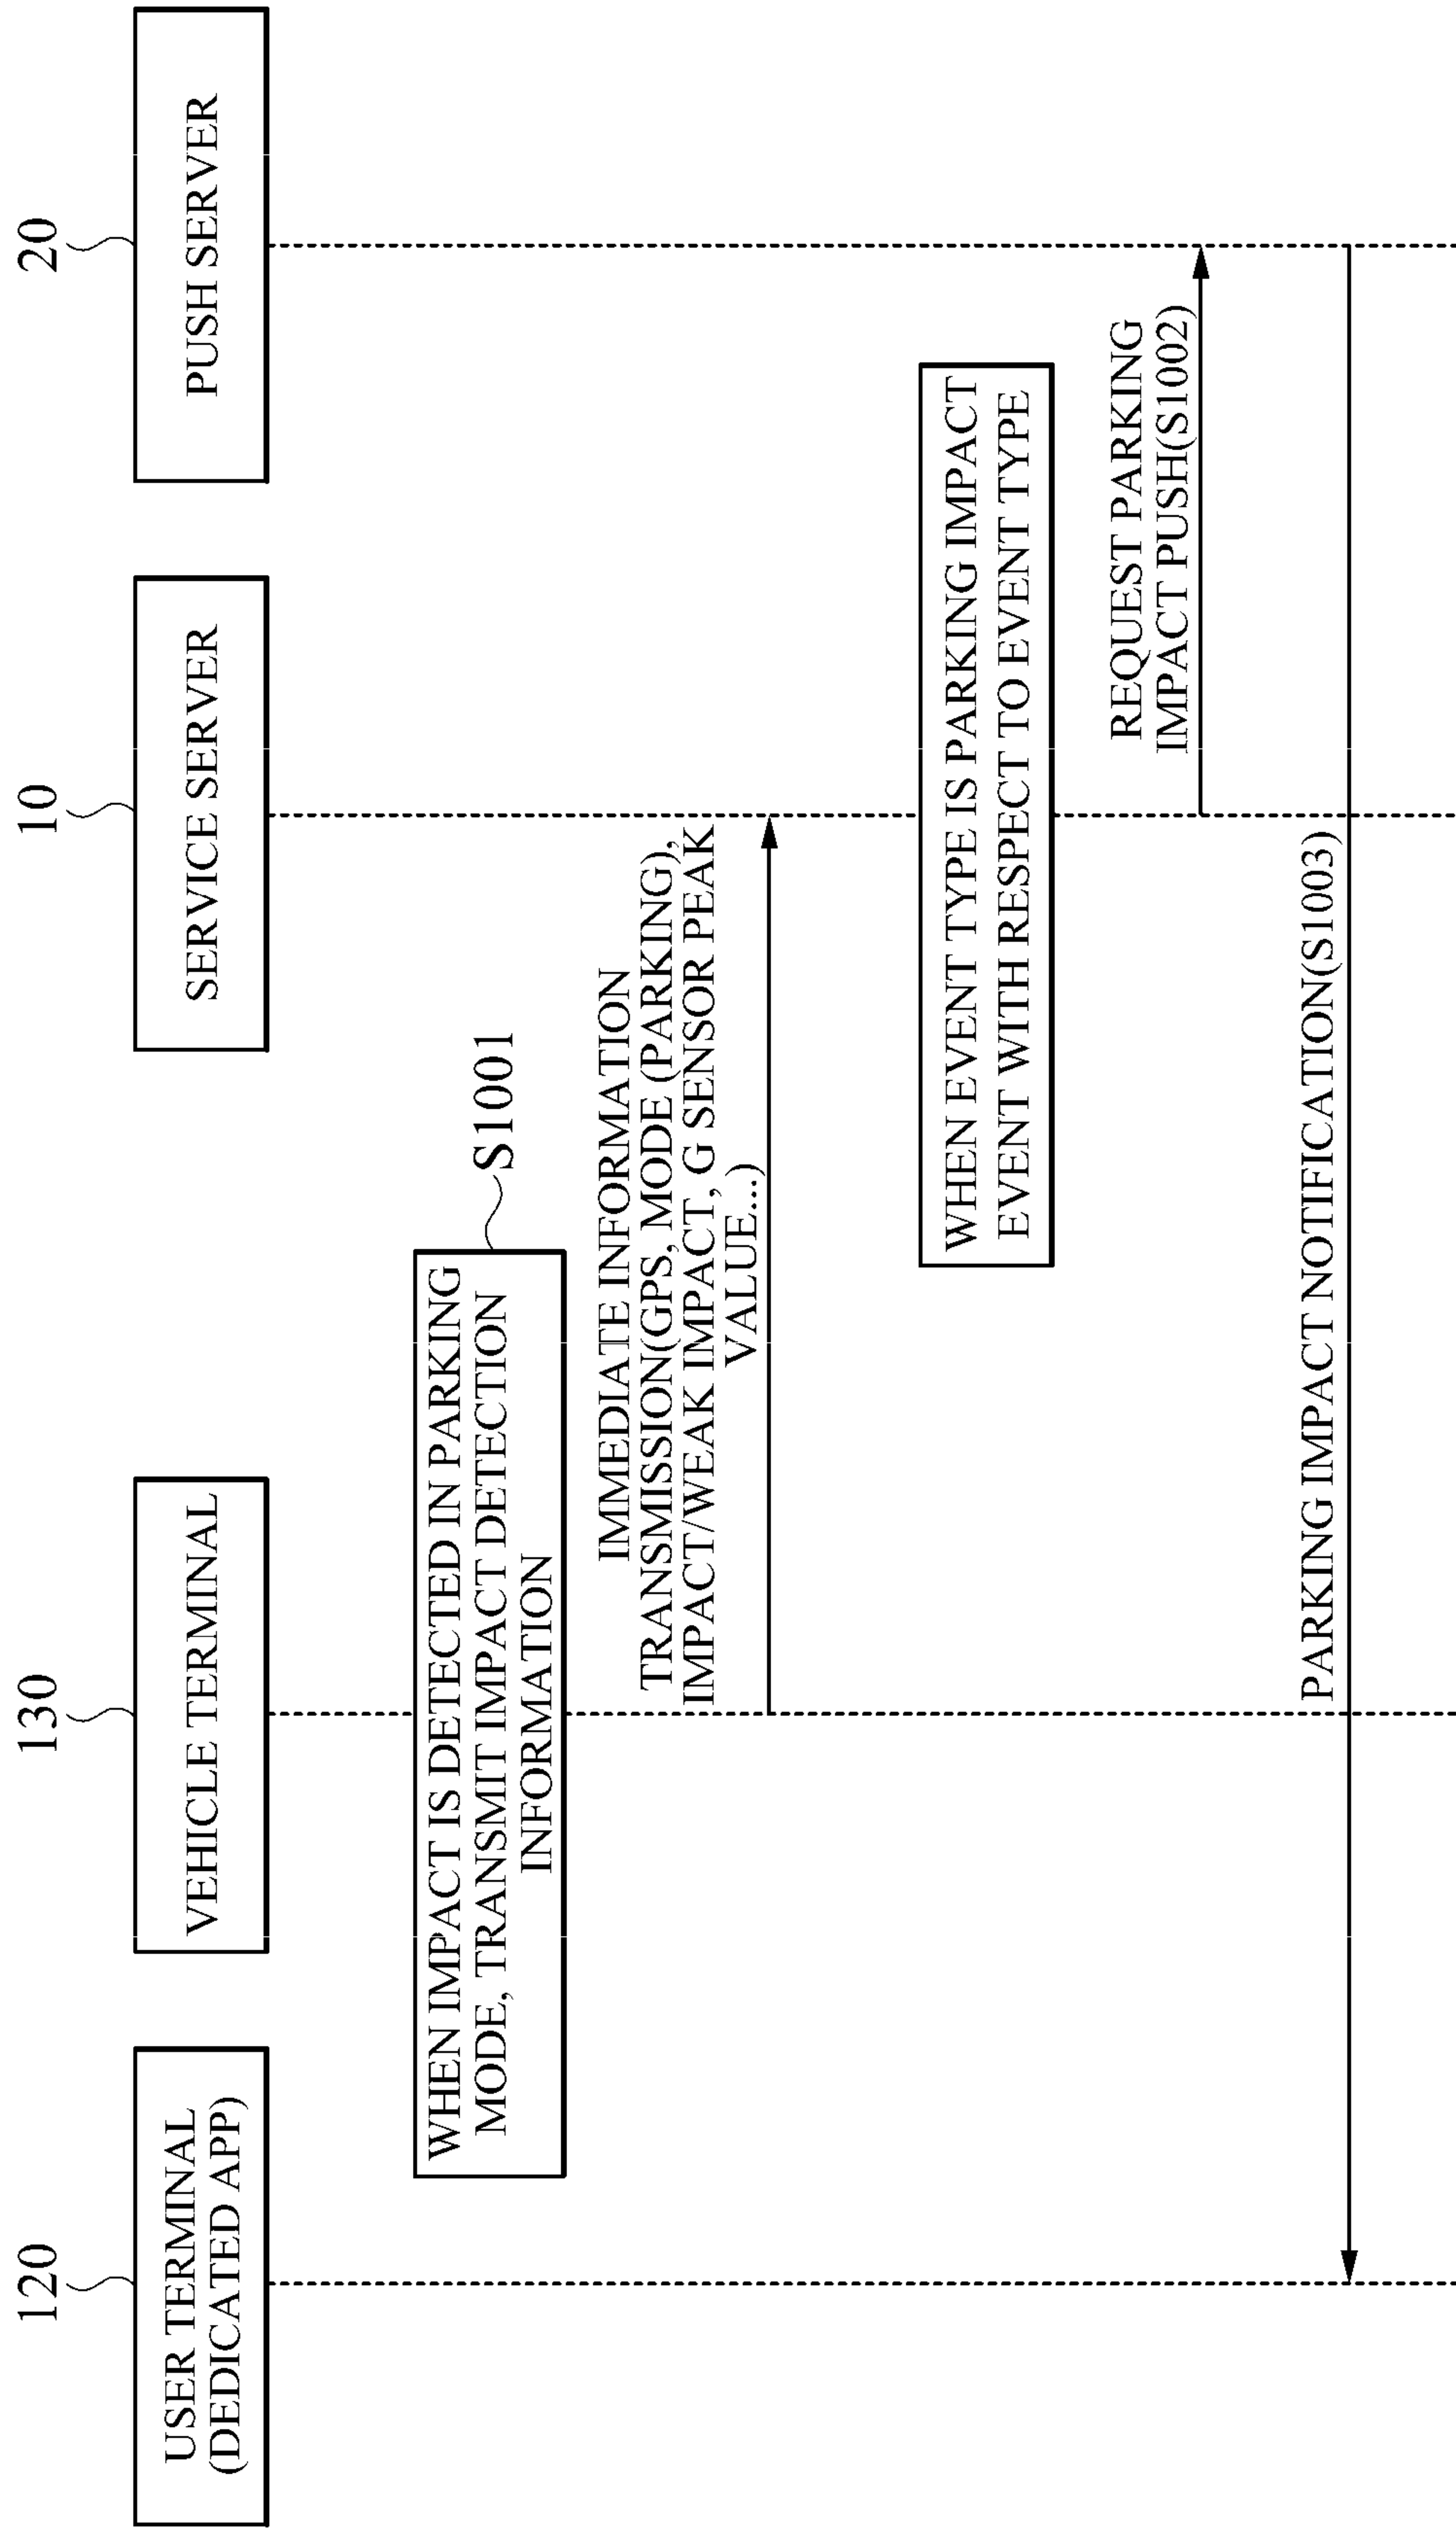 120
130
10
20
USER TERMINAL
(DEDICATED APP)
VEHICLE TERMINAL
SERVICE SERVER
PUSH SERVER
WHEN IMPACT IS DETECTED IN PARKING
MODE, TRANSMIT IMPACT DETECTION
INFORMATION
S1001
IMMEDIATE INFORMATION
TRANSMISSION(GPS, MODE (PARKING),
IMPACT/WEAK IMPACT, G SENSOR PEAK
VALUE...)
WHEN EVENT TYPE IS PARKING IMPACT
EVENT WITH RESPECT TO EVENT TYPE
REQUEST PARKING
IMPACT PUSH(S1002)
PARKING IMPACT NOTIFICATION(S1003)